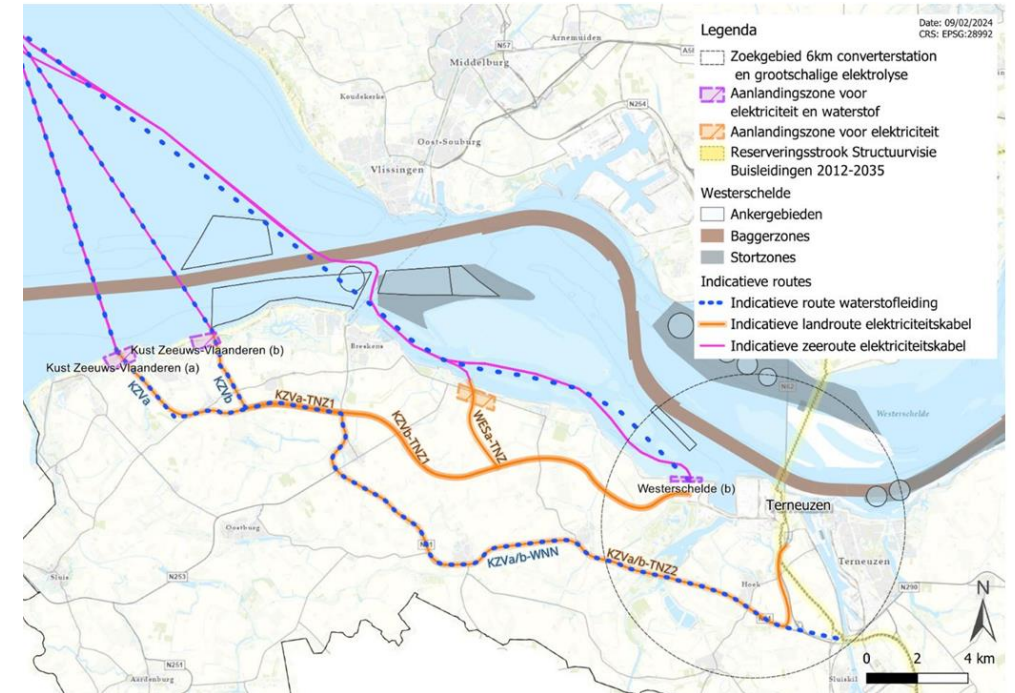 Date: 09/02/2024
CRS: EPSG:28992
Legenda
Zoekgebied 6km converterstation
en grootschalige elektrolyse
Aanlandingszone voor
elektriciteit en waterstof
Aanlandingszone voor elektriciteit
Reserveringsstrook Structuurvisie
Buisleidingen 2012-2035
Westerschelde
Ankergebieden
Baggerzones
Stortzones
Indicatieve routes
Indicatieve route waterstofleiding
Indicatieve landroute elektriciteitskabel
Indicatieve zeeroute elektriciteitskabel
Arnemuiden
N57
Middelburg
Koudekerke
N254
Oost-Souburg
Vlissingen
Breskens
Kust Zeeuws-Vlaanderen (b)
Kust Zeeuws-Vlaanderen (a)
KZVa
KZVb
KZVa-TNZ1
KZVb-TNZ1
WESa-TNZ
N62
Westerschelde
Westerschelde (b)
Terneuzen
Oostburg
KZVa/b-WNN
KZVa/b-TNZ2
Terneuzen
Hoek
Sluis
N253
N290
N251
Aardenburg
Sluiskil
N
0 2 4 km